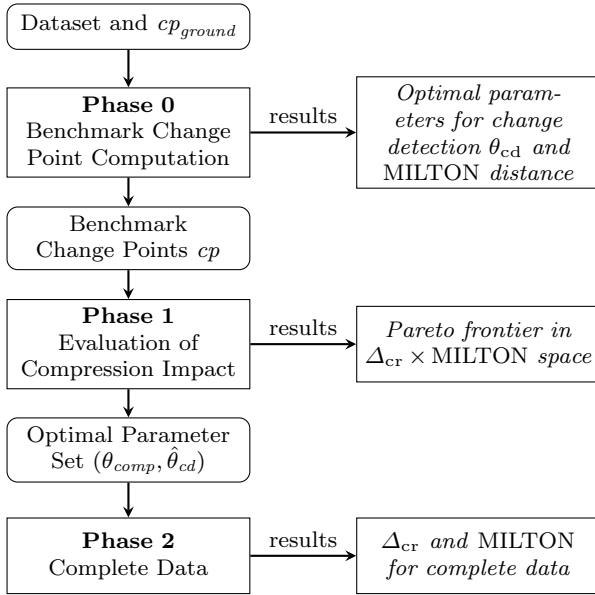 Dataset and cp_ground
Phase 0
Benchmark Change
Point Computation
results
Optimal param-
eters for change
detection θ_cd and
MILTON distance
Benchmark
Change Points cp
Phase 1
Evaluation of
Compression Impact
results
Pareto frontier in
Δ_cr × MILTON space
Optimal Parameter
Set (θ_comp, θ̂_cd)
Phase 2
Complete Data
results
Δ_cr and MILTON
for complete data